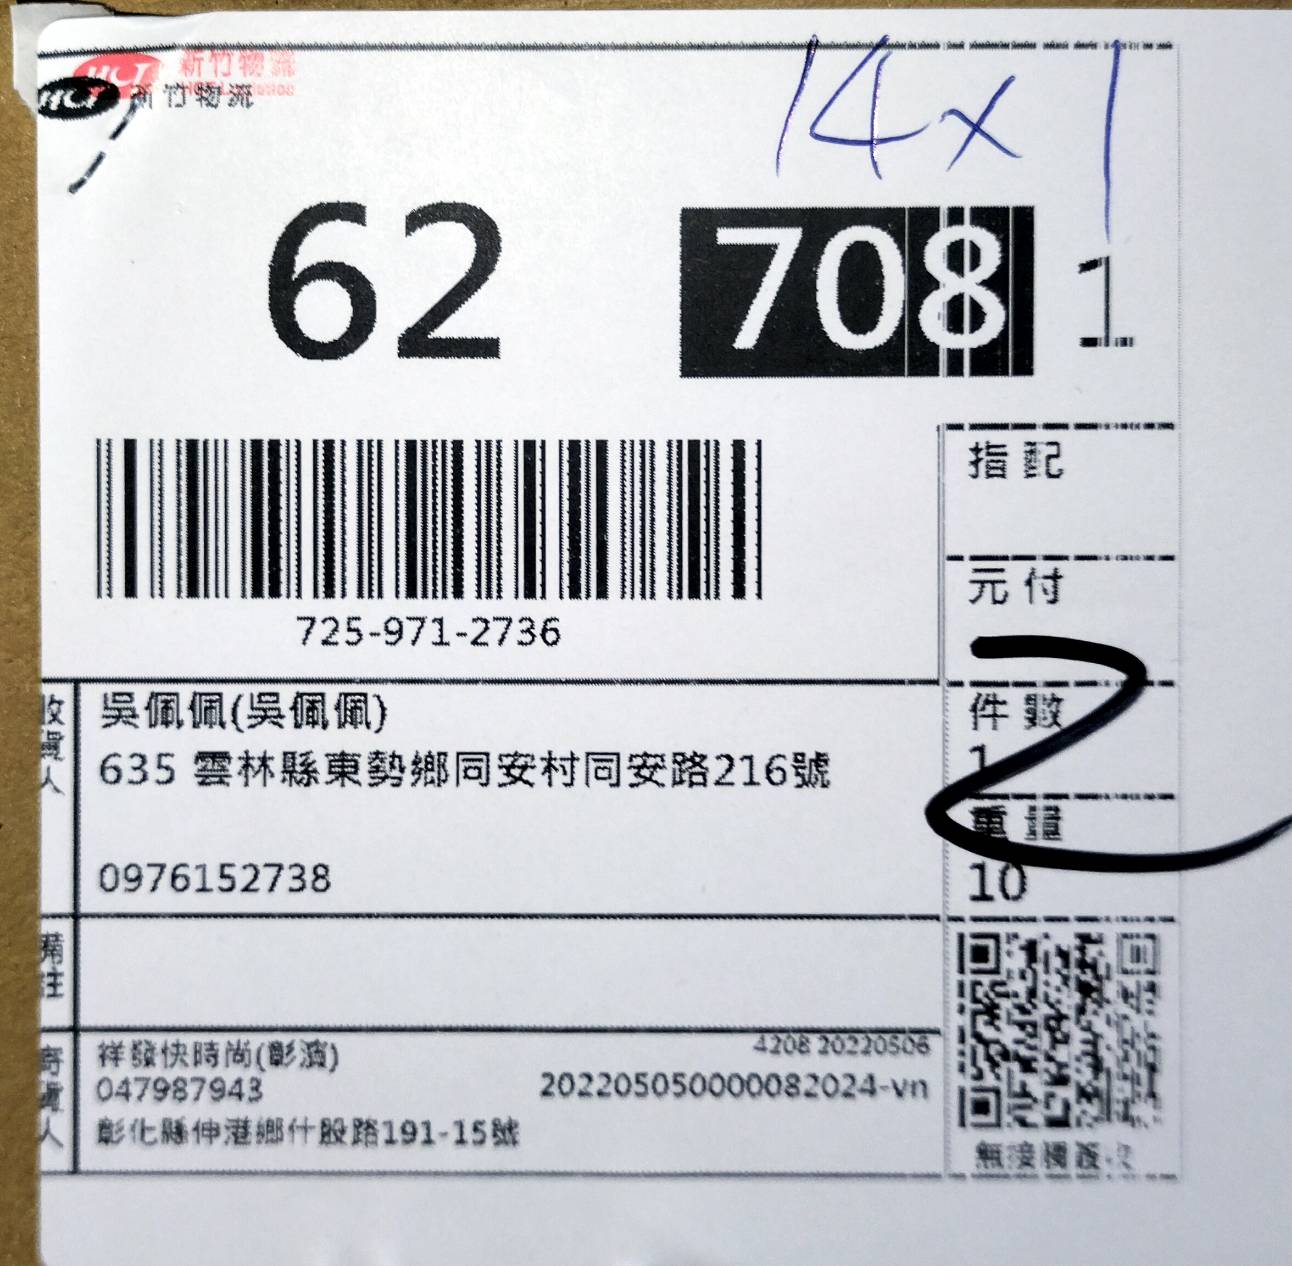 HCT 新竹物流
HCT 新竹物流
14 x 1
62 708 1
指配
元付
725-971-2736
2
收貨人
吳佩佩(吳佩佩)
635 雲林縣東勢鄉同安村同安路216號
0976152738
件數
1
重量
10
備註
寄貨人
祥發快時尚(彰濱)
4208 20220506
047987943
202205050000082024-vn
彰化縣伸港鄉什股路191-15號
無接觸簽收